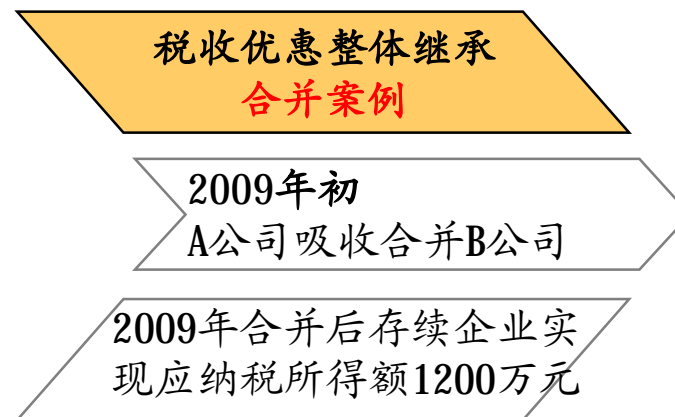 税收优惠整体继承
合并案例
2009年初
A公司吸收合并B公司
2009年合并后存续企业实
现应纳税所得额1200万元